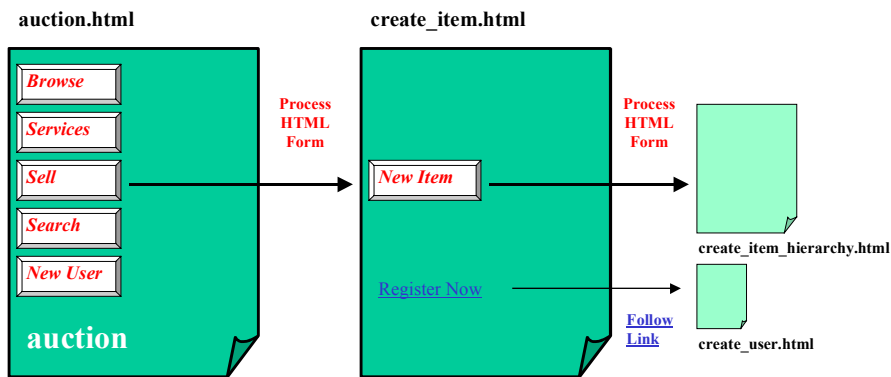 auction.html
create_item.html
Browse
Services
Sell
Search
New User
auction
Process
HTML
Form
New Item
Register Now
Process
HTML
Form
Follow
Link
create_item_hierarchy.html
create_user.html